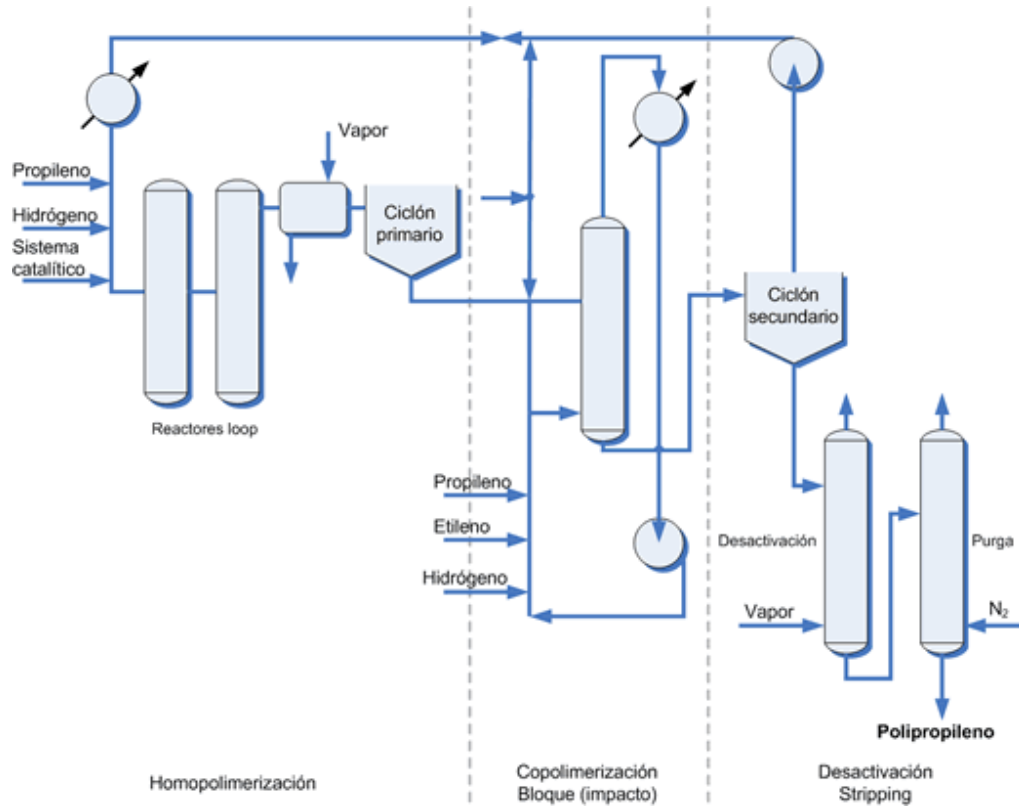 Vapor
Propileno
Hidrógeno
Sistema
catalítico
Ciclón
primario
Reactores loop
Propileno
Etileno
Hidrógeno
Ciclón
secundario
Desactivación
Purga
Vapor
N₂
Polipropileno
Homopolimerización
Copolimerización
Bloque (impacto)
Desactivación
Stripping